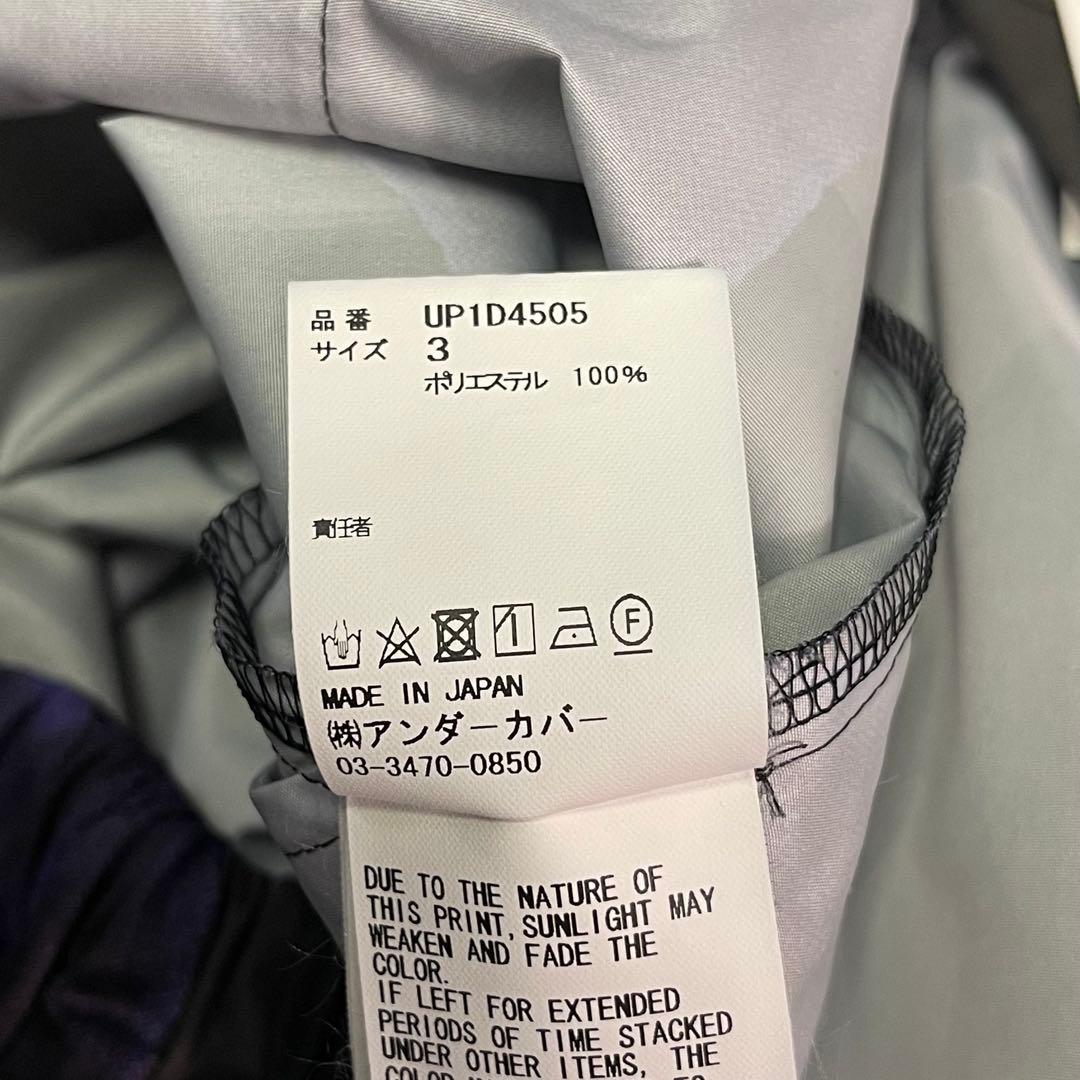 品番 UP1D4505
サイズ 3
ポリエステル 100%
責任者
F
MADE IN JAPAN
㈱アンダーカバー
03-3470-0850
DUE TO THE NATURE OF
THIS PRINT,SUNLIGHT MAY
WEAKEN AND FADE THE
COLOR.
IF LEFT FOR EXTENDED
PERIODS OF TIME STACKED
UNDER OTHER ITEMS, THE
COLOR TO